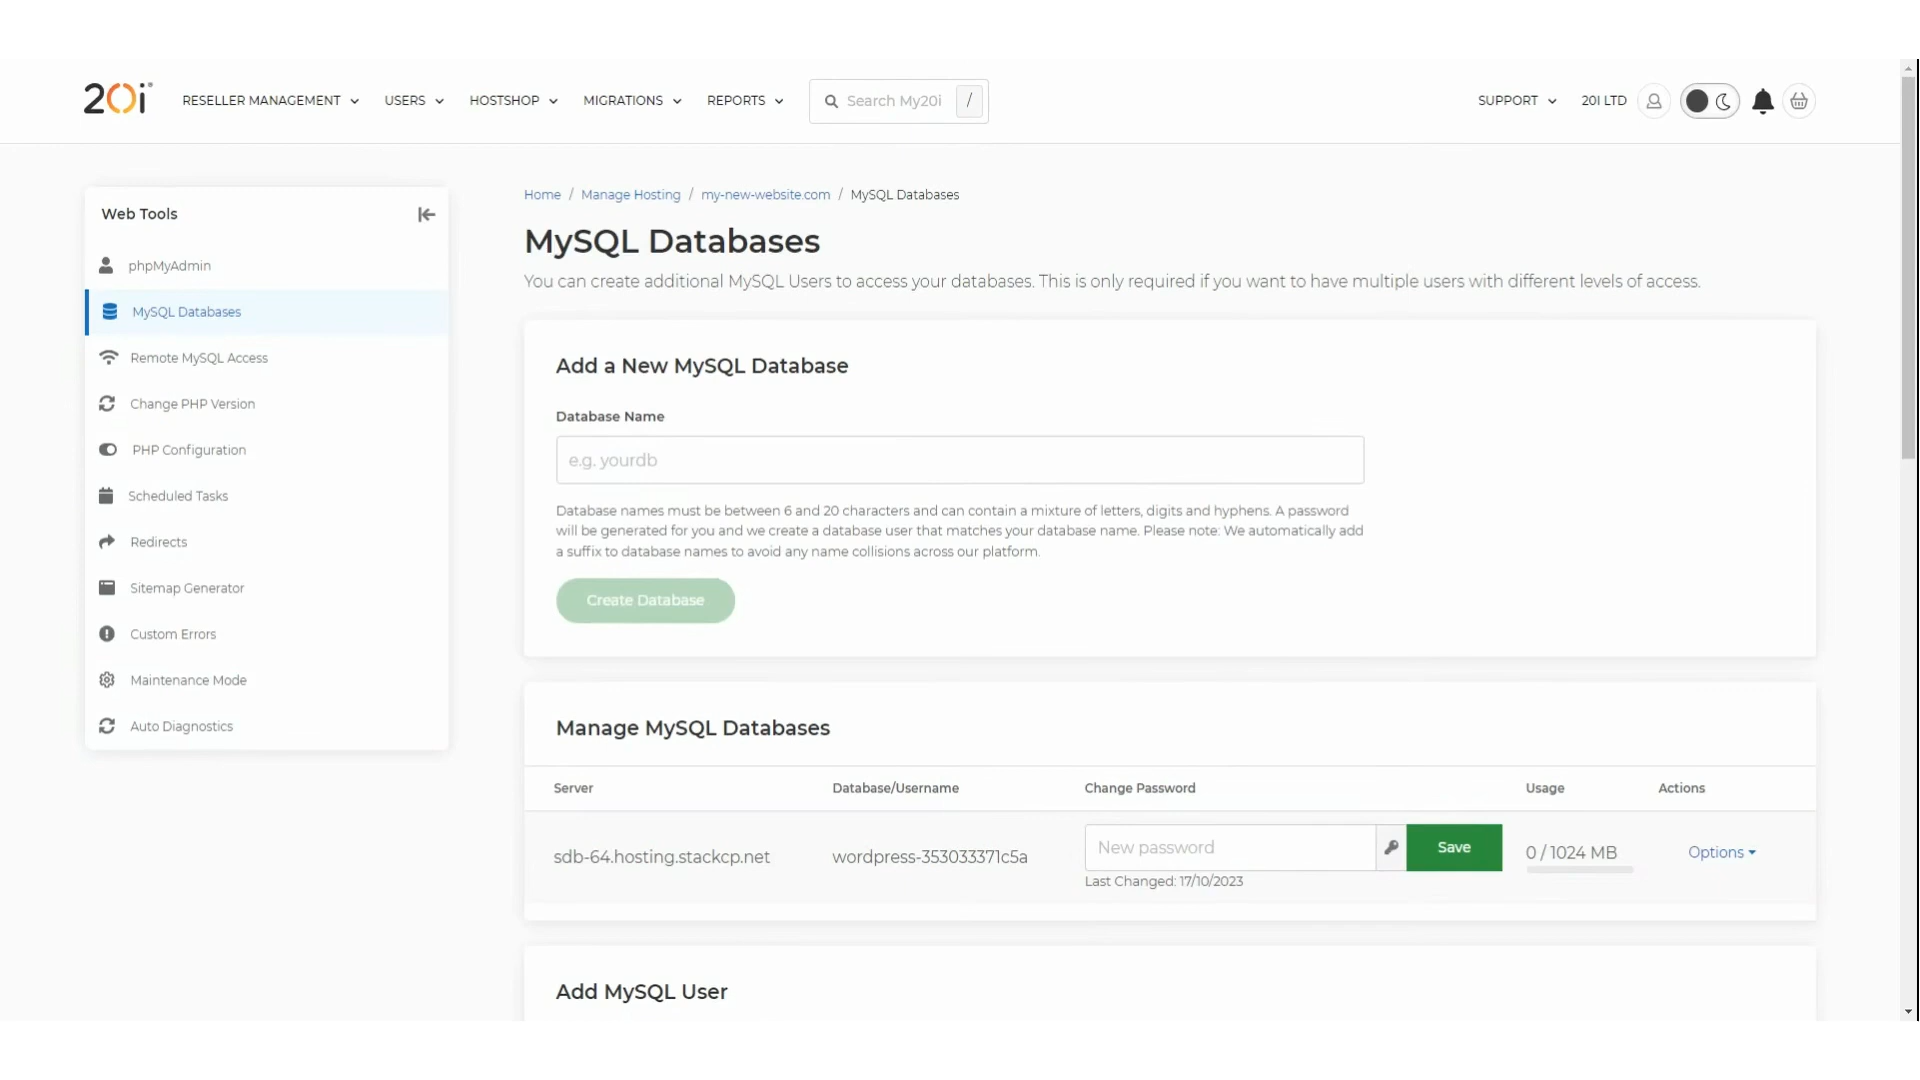 20i
RESELLER MANAGEMENT
USERS
HOSTSHOP
MIGRATIONS
REPORTS
Search My20i
/
SUPPORT
20I LTD
Web Tools
phpMyAdmin
MySQL Databases
Remote MySQL Access
Change PHP Version
PHP Configuration
Scheduled Tasks
Redirects
Sitemap Generator
Custom Errors
Maintenance Mode
Auto Diagnostics
Home / Manage Hosting / my-new-website.com / MySQL Databases
MySQL Databases
You can create additional MySQL Users to access your databases. This is only required if you want to have multiple users with different levels of access.
Add a New MySQL Database
Database Name
e.g. yourdb
Database names must be between 6 and 20 characters and can contain a mixture of letters, digits and hyphens. A password
will be generated for you and we create a database user that matches your database name. Please note: We automatically add
a suffix to database names to avoid any name collisions across our platform.
Create Database
Manage MySQL Databases
Server Database/Username Change Password Usage Actions
sdb-64.hosting.stackcp.net wordpress-353033371c5a New password Save 0 / 1024 MB Options
Last Changed: 17/10/2023
Add MySQL User